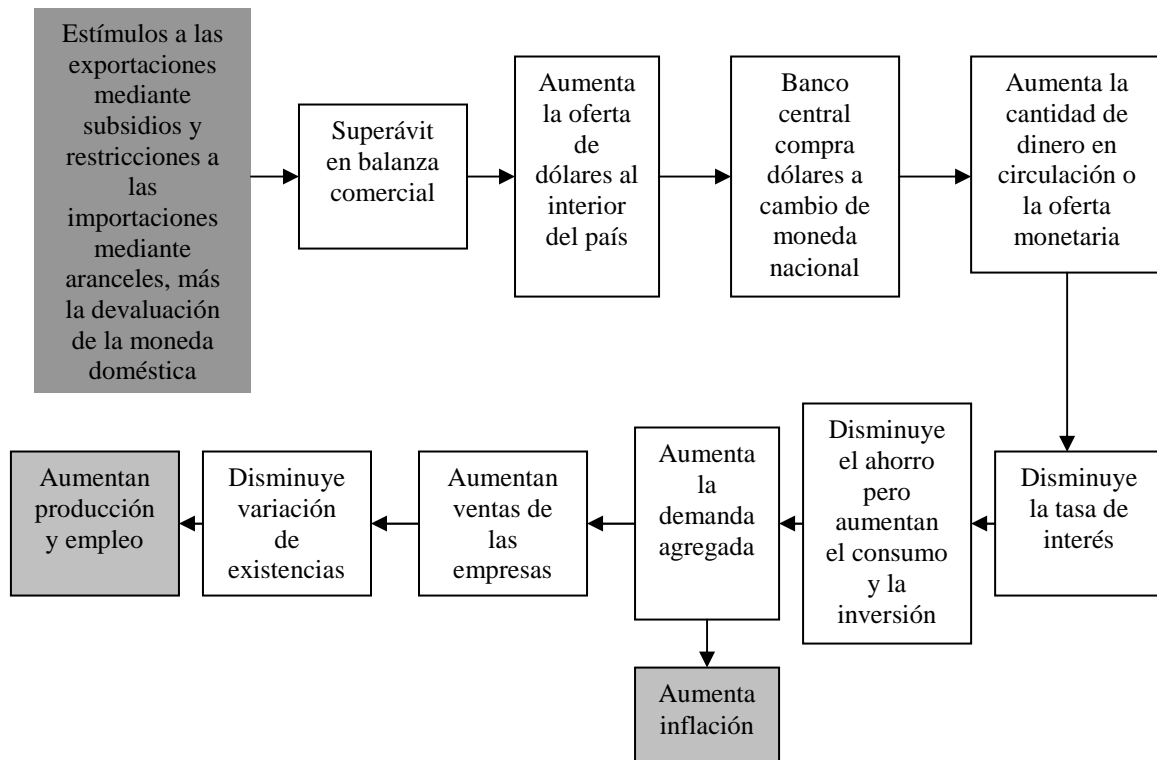 Estímulos a las
exportaciones
mediante
subsidios y
restricciones a
las
importaciones
mediante
aranceles, más
la devaluación
de la moneda
doméstica
Superávit
en balanza
comercial
Aumenta
la oferta
de
dólares al
interior
del país
Banco
central
compra
dólares a
cambio de
moneda
nacional
Aumenta la
cantidad de
dinero en
circulación o
la oferta
monetaria
Disminuye
la tasa de
interés
Disminuye
el ahorro
pero
aumentan
el consumo
y la
inversión
Aumenta
la
demanda
agregada
Aumentan
ventas de
las
empresas
Disminuye
variación
de
existencias
Aumentan
producción
y empleo
Aumenta
inflación